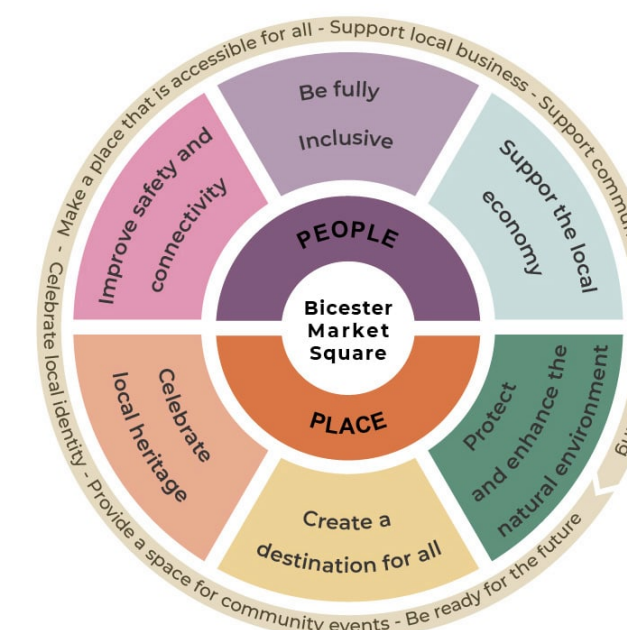 Celebrate local identity - Make a place that is accessible for all - Support local business - Support
Be fully
Inclusive
Improve safety and
connectivity
Suppor the local
economy
PEOPLE
Bicester
Market
Square
PLACE
Celebrate
local heritage
Protect
and enhance the
natural environment
Create a
destination for all
Provide a space for community events - Be ready for the future